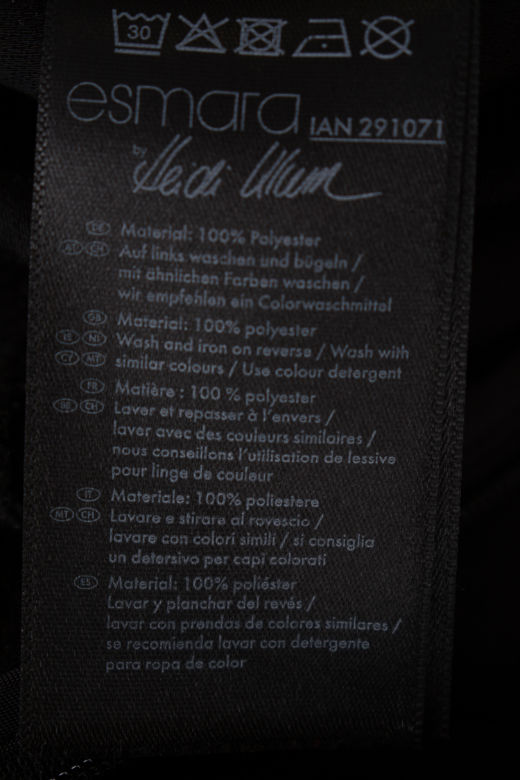 30
esmara IAN 291071
by Heidi Klum
DE Material: 100% Polyester
AT CH Auf links waschen und bügeln /
mit ähnlichen Farben waschen /
wir empfehlen ein Colorwaschmittel
GB Material: 100% polyester
IE NI Wash and iron on reverse / Wash with
CY MT similar colours / Use colour detergent
FR Matière : 100 % polyester
BE CH Laver et repasser à l'envers /
laver avec des couleurs similaires /
nous conseillons l'utilisation de lessive
pour linge de couleur
IT Materiale: 100% poliestere
MT CH Lavare e stirare al rovescio /
lavare con colori simili / si consiglia
un detersivo per capi colorati
ES Material: 100% poliéster
Lavar y planchar del revés /
lavar con prendas de colores similares /
se recomienda lavar con detergente
para ropa de color